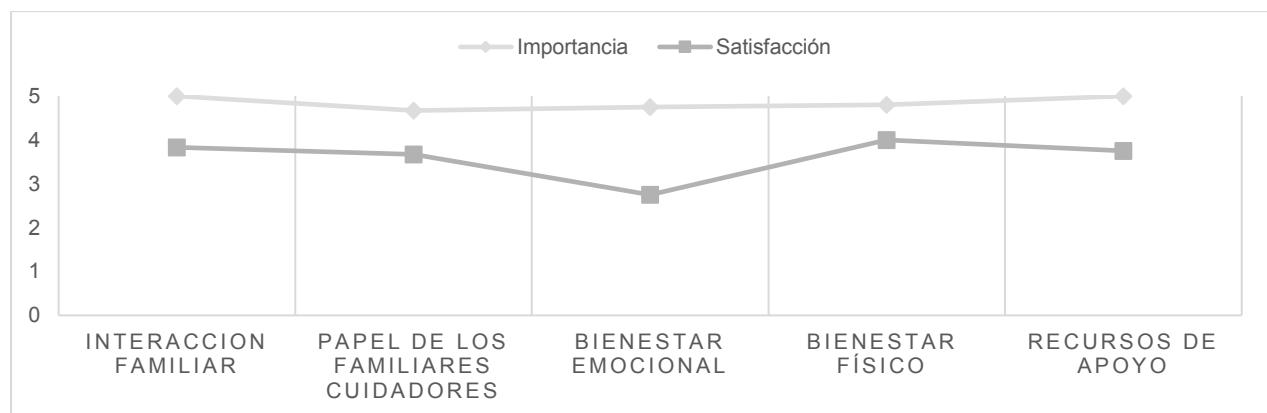 Importancia Satisfacción
5
4
3
2
1
0
INTERACCION FAMILIAR
PAPEL DE LOS FAMILIARES CUIDADORES
BIENESTAR EMOCIONAL
BIENESTAR FÍSICO
RECURSOS DE APOYO